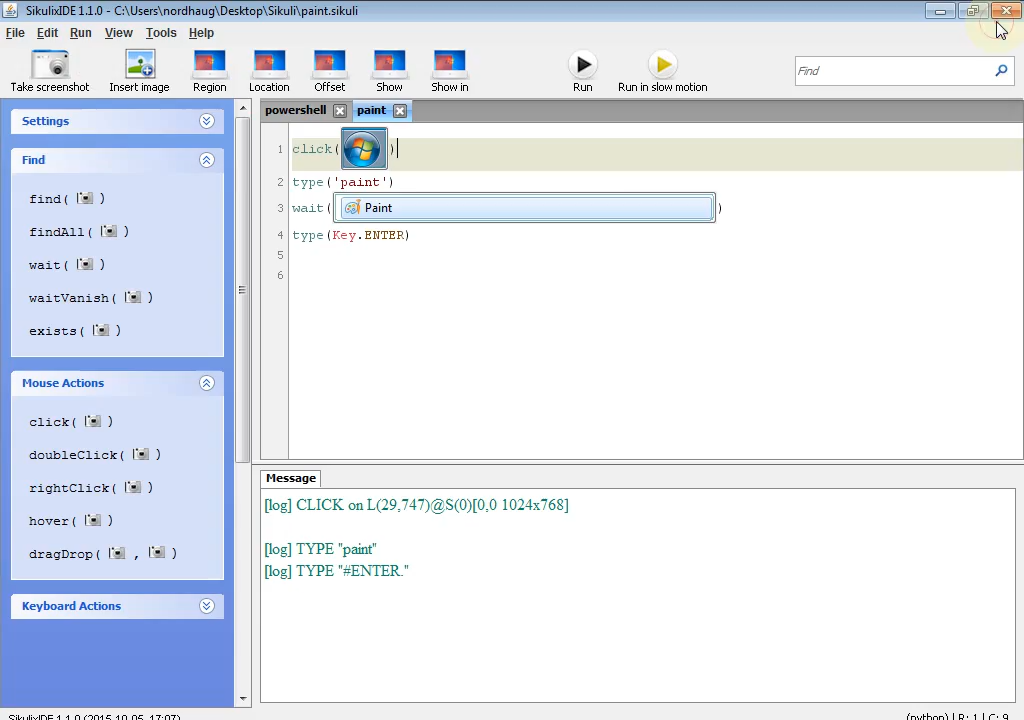 SikulixIDE 1.1.0 - C:\Users\nordhaug\Desktop\Sikuli\paint.sikuli
File Edit Run View Tools Help
Take screenshot Insert image Region Location Offset Show Show in Run Run in slow motion Find
Settings
Find
find( )
findAll( )
wait( )
waitVanish( )
exists( )
Mouse Actions
click( )
doubleClick( )
rightClick( )
hover( )
dragDrop( , )
Keyboard Actions
powershell paint
1 click( )
2 type('paint')
3 wait( Paint )
4 type(Key.ENTER)
5
6
Message
[log] CLICK on L(29,747)@S(0)[0,0 1024x768]
[log] TYPE "paint"
[log] TYPE "#ENTER."
SikulixIDE 1.1.0 (2015-10-05_17:07)
(python) | R: 1 | C: 9